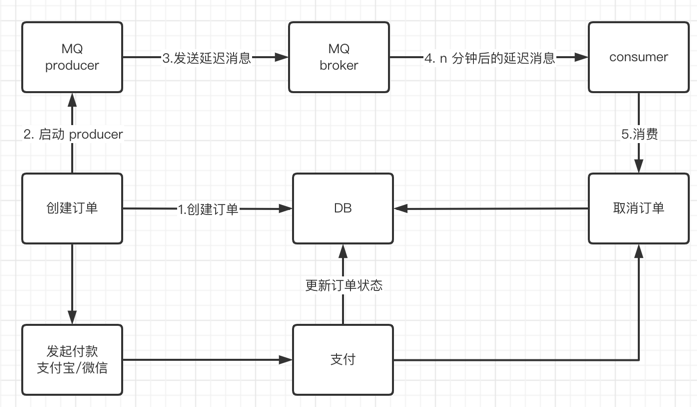 MQ
producer
3.发送延迟消息
MQ
broker
4. n 分钟后的延迟消息
consumer
2. 启动 producer
5.消费
创建订单
1.创建订单
DB
取消订单
更新订单状态
发起付款
支付宝/微信
支付